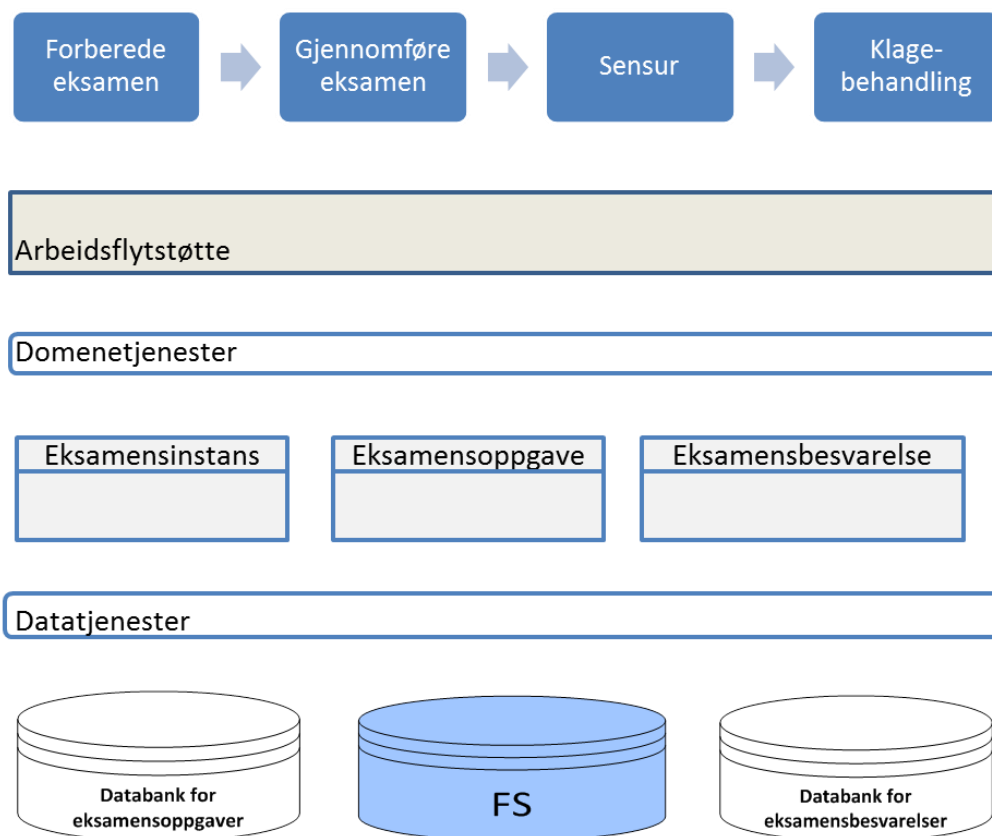 Forberede
eksamen
Gjennomføre
eksamen
Sensur
Klage-
behandling
Arbeidsflytstøtte
Domenetjenester
Eksamensinstans
Eksamensoppgave
Eksamensbesvarelse
Datatjenester
Databank for
eksamensoppgaver
FS
Databank for
eksamensbesvarelser